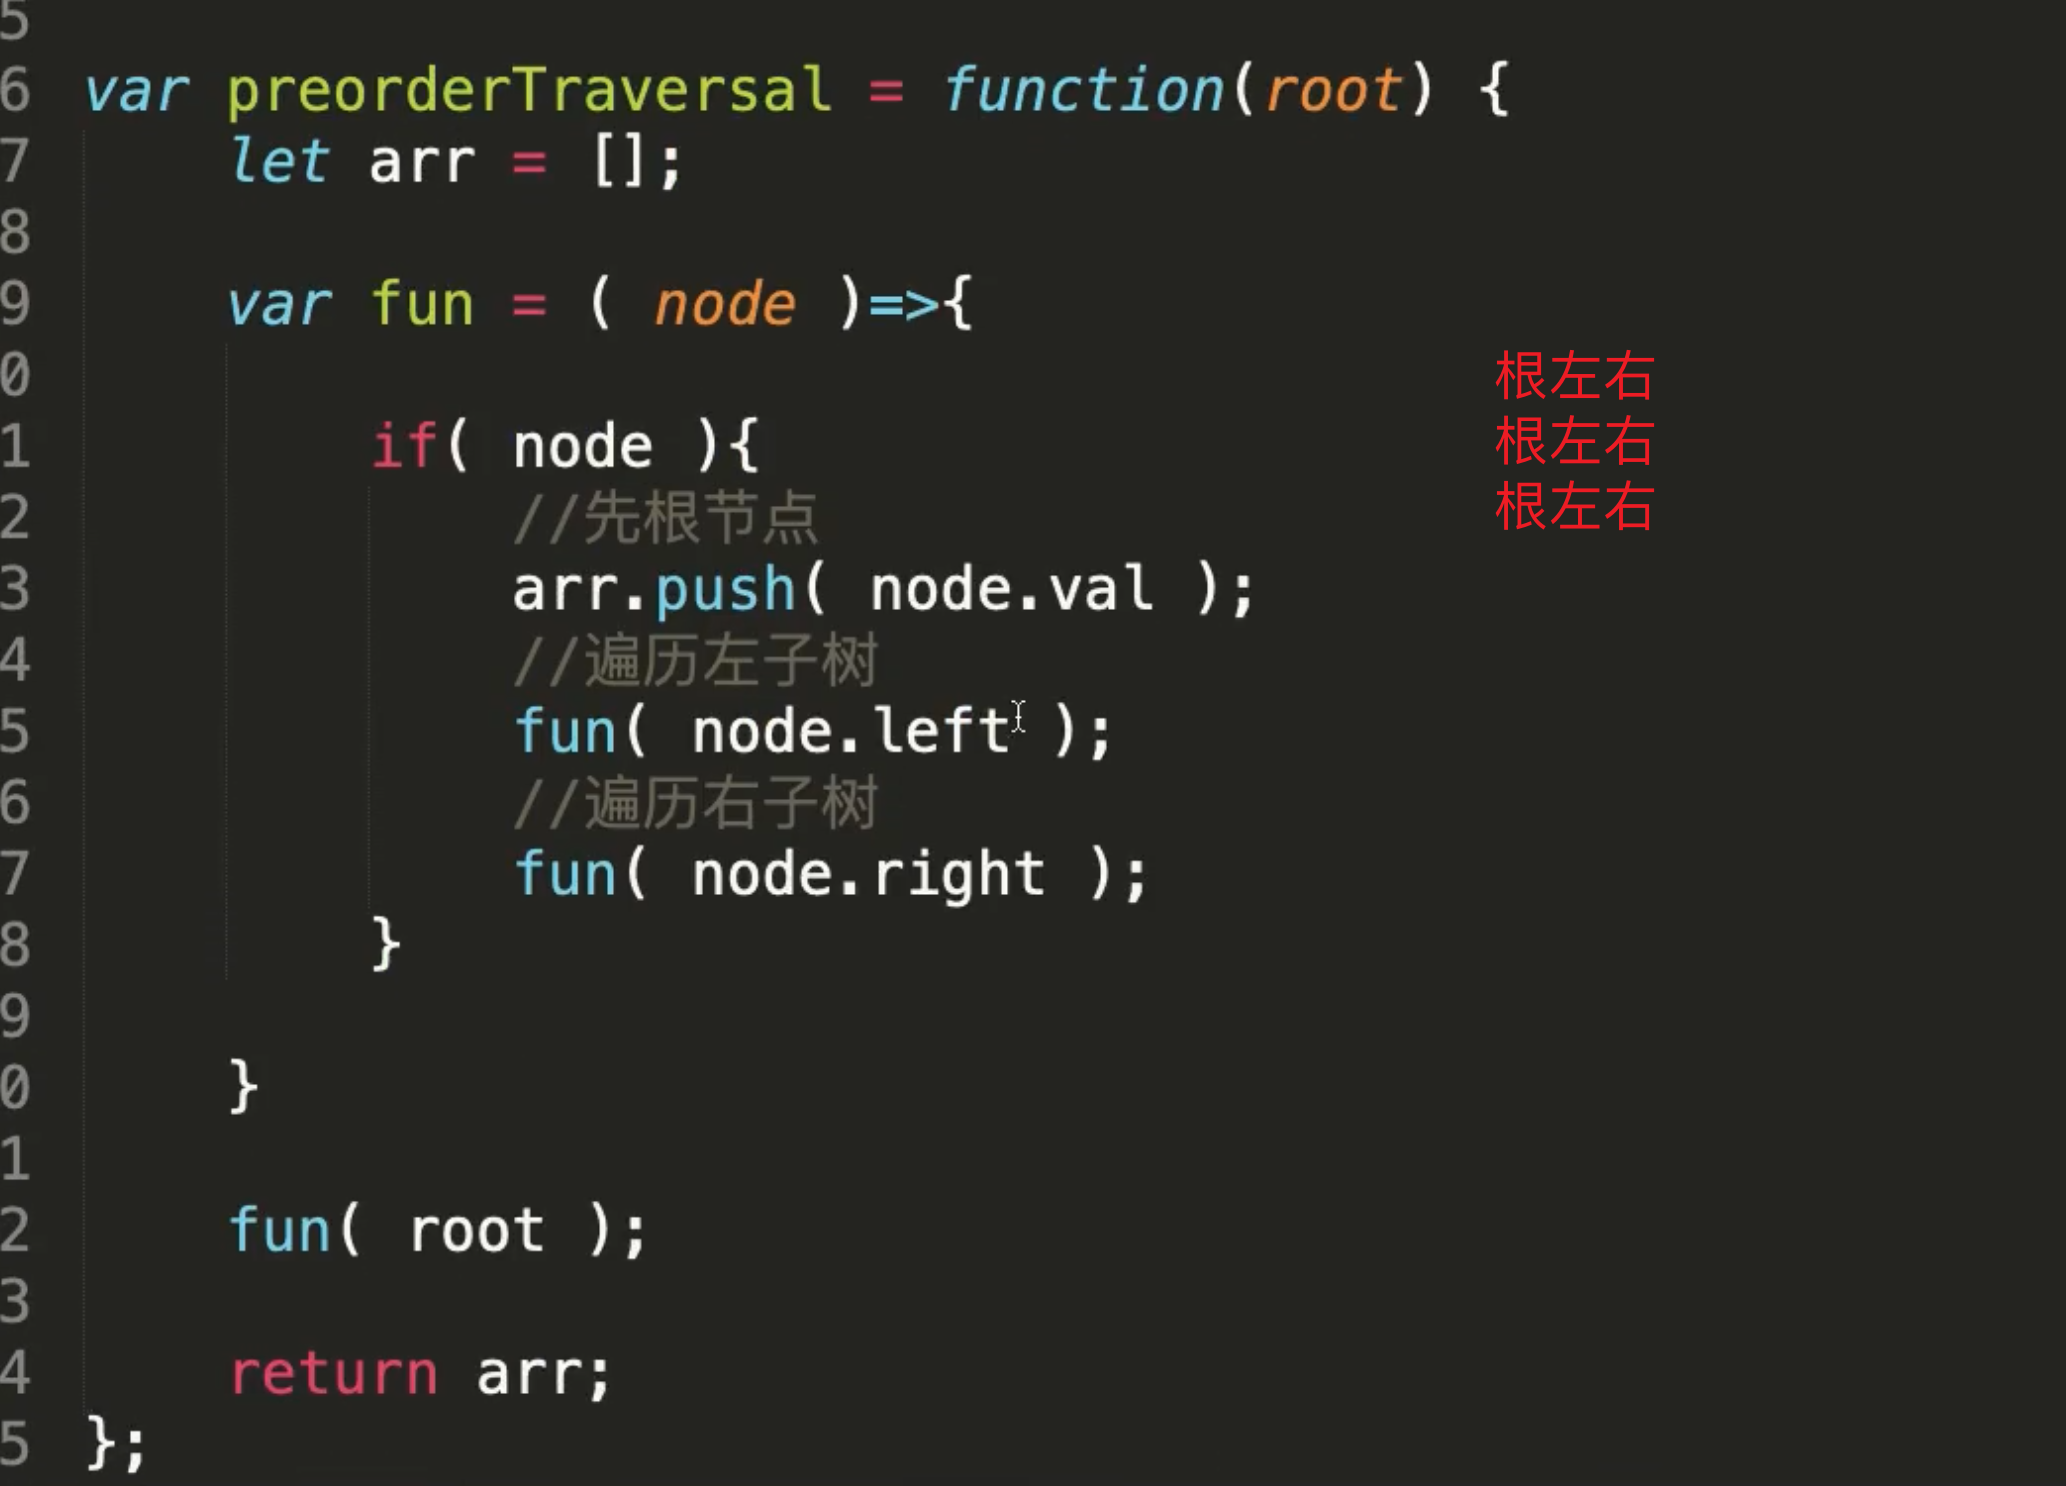 5
6 var preorderTraversal = function(root) {
7     let arr = [];
8
9     var fun = ( node )=>{
0
根左右
1         if( node ){
根左右
2             //先根节点
根左右
3             arr.push( node.val );
4             //遍历左子树
5             fun( node.left );
6             //遍历右子树
7             fun( node.right );
8         }
9
0     }
1
2     fun( root );
3
4     return arr;
5 };